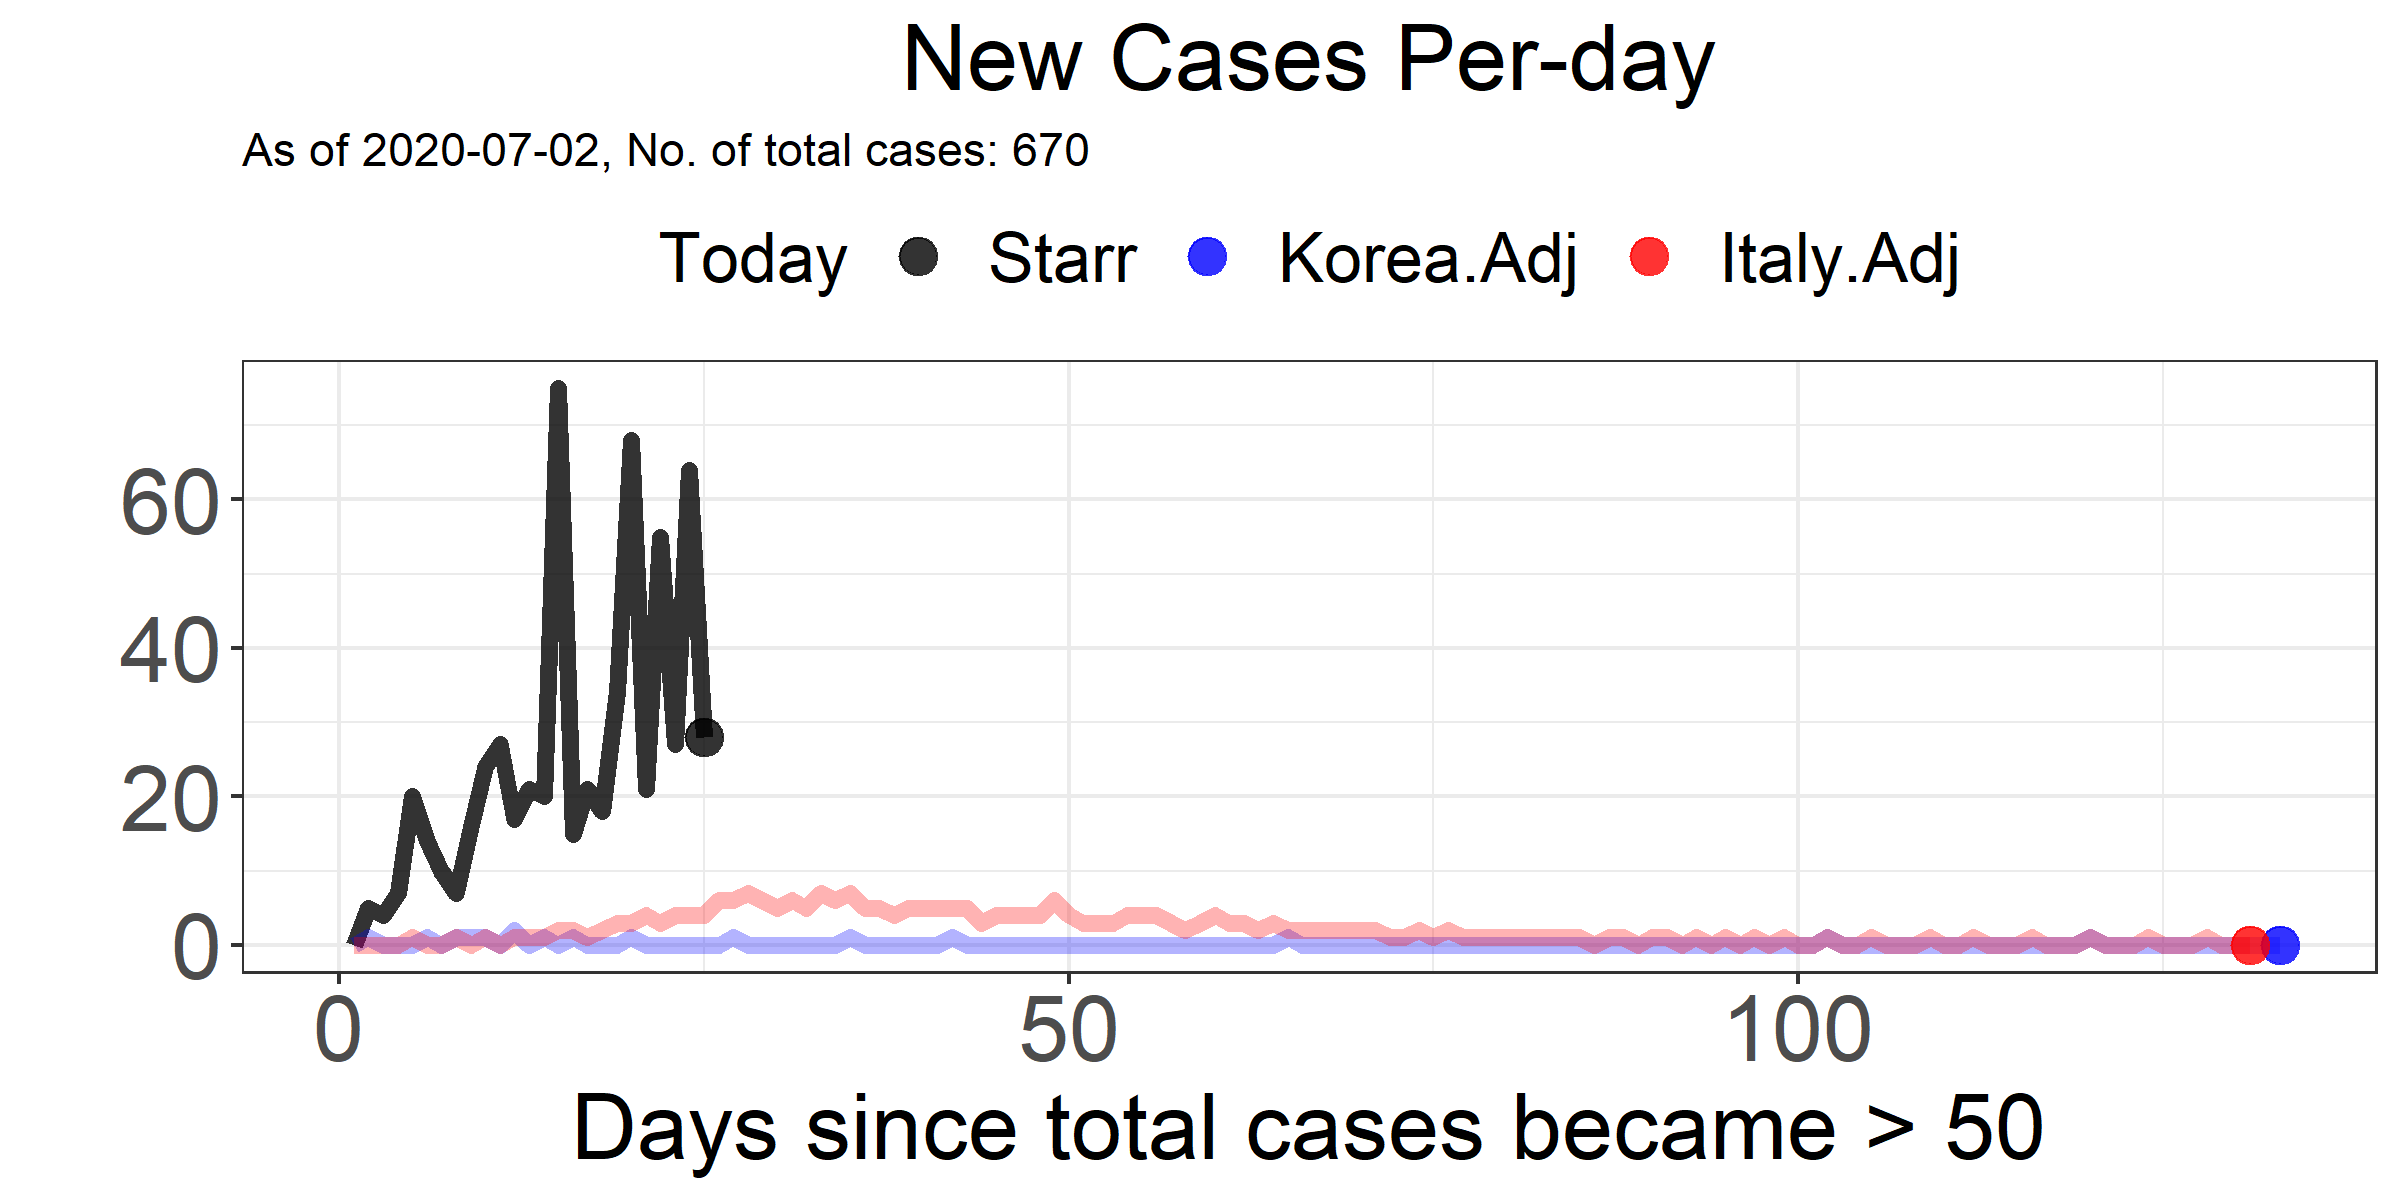 New Cases Per-day
As of 2020-07-02, No. of total cases: 670
Today Starr Korea.Adj Italy.Adj
60
40
20
0
0 50 100
Days since total cases became > 50